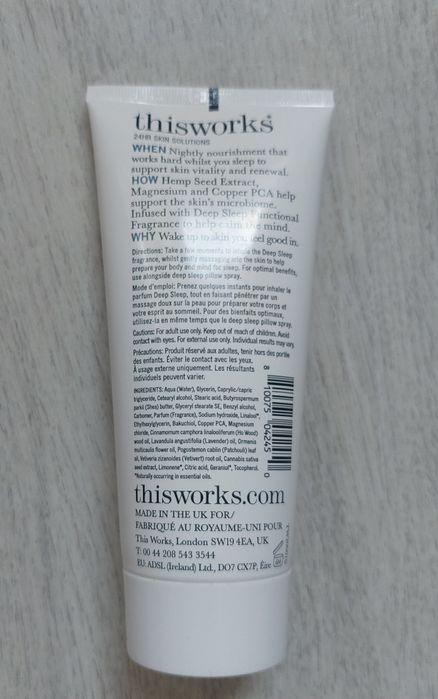 thisworks®
24HR SKIN SOLUTIONS
WHEN Nightly nourishment that
works hard whilst you sleep to
support skin vitality and renewal.
HOW Hemp Seed Extract,
Magnesium and Copper PCA help
support the skin's microbiome.
Infused with Deep Sleep Functional
Fragrance to help calm the mind.
WHY Wake up to skin you feel good in.
Directions: Take a few moments to inhale the Deep Sleep
fragrance, whilst gently massaging into the skin to help
prepare your body and mind for sleep. For optimal benefits,
use alongside deep sleep pillow spray.
Mode d'emploi: Prenez quelques instants pour inhaler le
parfum Deep Sleep, tout en faisant pénétrer par un
massage doux sur la peau pour préparer votre corps et
votre esprit au sommeil. Pour des bienfaits optimaux,
utilisez-la en même temps que le deep sleep pillow spray.
Cautions: For adult use only. Keep out of reach of children. Avoid
contact with eyes. For external use only. Individual results may vary.
Précautions: Produit réservé aux adultes, tenir hors des portée
des enfants. Éviter le contact avec les yeux.
À usage externe uniquement. Les résultants
individuels peuvent varier.
INGREDIENTS: Aqua (Water), Glycerin, Caprylic/capric
triglyceride, Cetearyl alcohol, Stearic acid, Butyrospermum
parkii (Shea) butter, Glyceryl stearate SE, Benzyl alcohol,
Carbomer, Parfum (Fragrance), Sodium hydroxide, Linalool*,
Ethylhexylglycerin, Bakuchiol, Copper PCA, Magnesium
chloride, Cinnamomum camphora linalooliferum (Ho Wood)
wood oil, Lavandula angustifolia (Lavender) oil, Ormenis
multicaulis flower oil, Pogostemon cablin (Patchouli) leaf
oil, Vetiveria zizanoides (Vetivert) root oil, Cannabis sativa
seed extract, Limonene*, Citric acid, Geraniol*, Tocopherol.
*Naturally occurring in essential oils.
8 10075 04245 0
thisworks.com
MADE IN THE UK FOR/
FABRIQUÉ AU ROYAUME-UNI POUR
This Works, London SW19 4EA, UK
T: 00 44 208 543 3544
EU: ADSL (Ireland) Ltd., DO7 CX7P, Éire